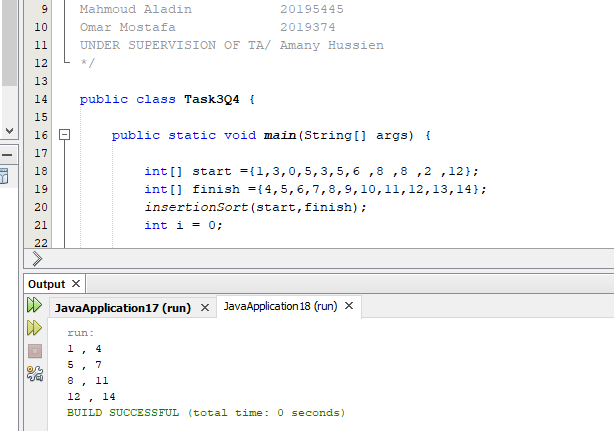 9 Mahmoud Aladin 20195445
10 Omar Mostafa 2019374
11 UNDER SUPERVISION OF TA/ Amany Hussien
12 */
13
14 public class Task3Q4 {
15
16 public static void main(String[] args) {
17
18 int[] start ={1,3,0,5,3,5,6 ,8 ,8 ,2 ,12};
19 int[] finish ={4,5,6,7,8,9,10,11,12,13,14};
20 insertionSort(start,finish);
21 int i = 0;
22
Output ×
JavaApplication17 (run) × JavaApplication18 (run) ×
run:
1 , 4
5 , 7
8 , 11
12 , 14
BUILD SUCCESSFUL (total time: 0 seconds)